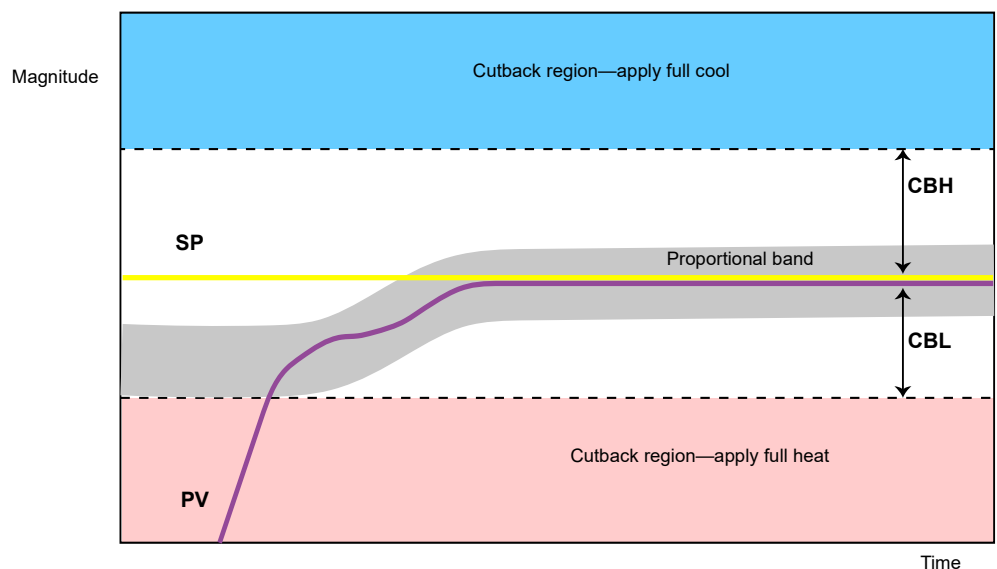 Magnitude
Cutback region—apply full cool
CBH
SP
Proportional band
CBL
Cutback region—apply full heat
PV
Time